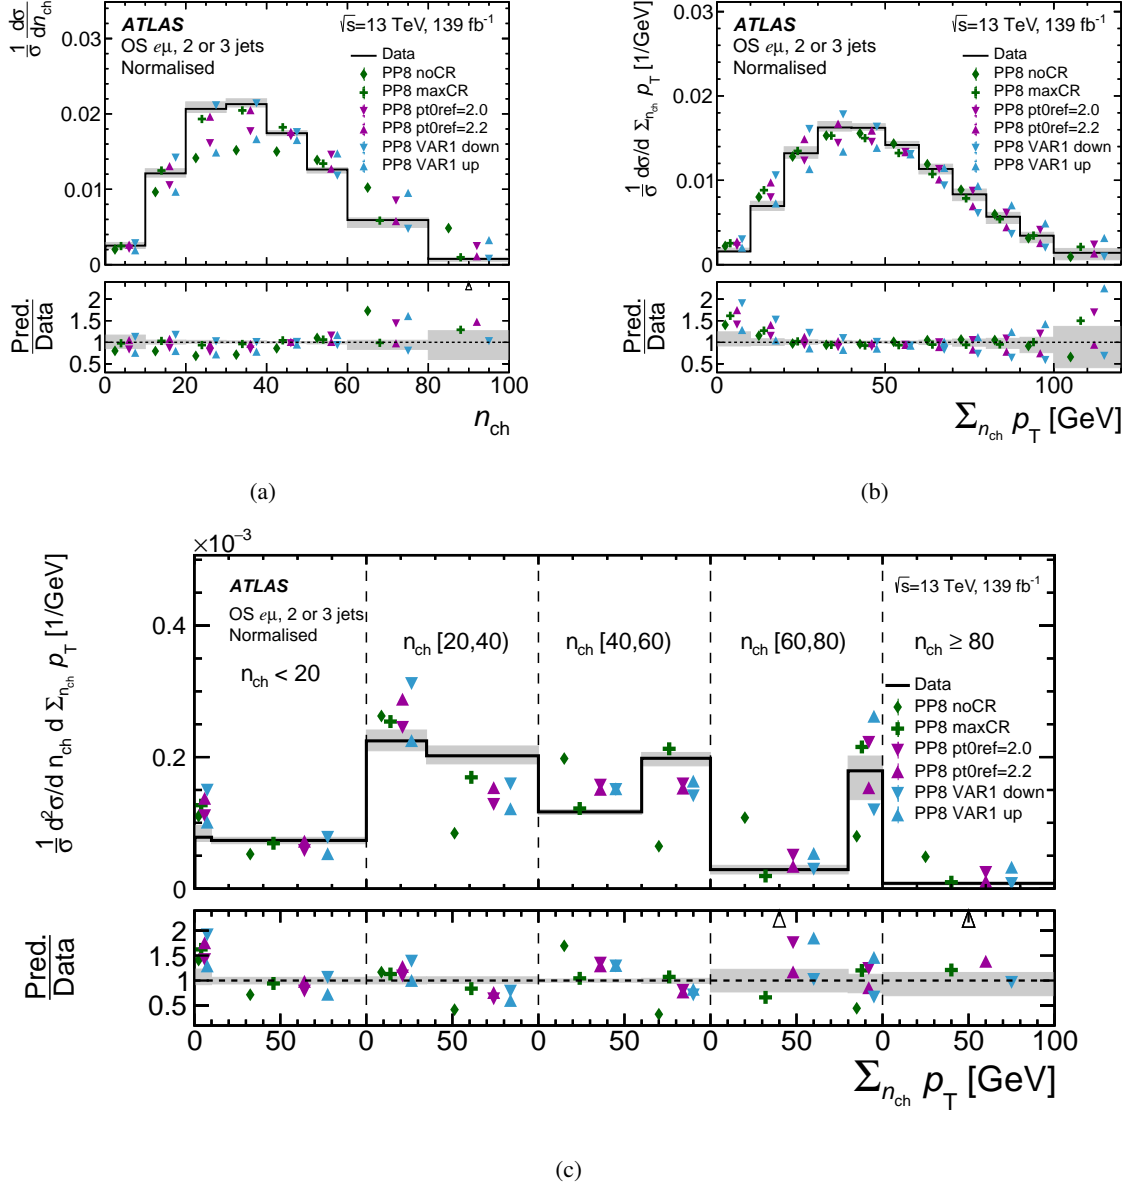 1/σ dσ/dn_ch
0.03
0.02
0.01
0
ATLAS
√s=13 TeV, 139 fb⁻¹
OS eμ, 2 or 3 jets
Normalised
Data
PP8 noCR
PP8 maxCR
PP8 pt0ref=2.0
PP8 pt0ref=2.2
PP8 VAR1 down
PP8 VAR1 up
Pred./Data
2
1.5
1
0.5
0 20 40 60 80 100
n_ch
(a)
1/σ dσ/d Σ_n_ch p_T [1/GeV]
0.03
0.02
0.01
0
ATLAS
√s=13 TeV, 139 fb⁻¹
OS eμ, 2 or 3 jets
Normalised
Data
PP8 noCR
PP8 maxCR
PP8 pt0ref=2.0
PP8 pt0ref=2.2
PP8 VAR1 down
PP8 VAR1 up
Pred./Data
2
1.5
1
0.5
0 50 100
Σ_n_ch p_T [GeV]
(b)
×10⁻³
1/σ d²σ/d n_ch d Σ_n_ch p_T [1/GeV]
0.4
0.2
0
ATLAS
√s=13 TeV, 139 fb⁻¹
OS eμ, 2 or 3 jets
Normalised
n_ch < 20
n_ch [20,40)
n_ch [40,60)
n_ch [60,80)
n_ch ≥ 80
Data
PP8 noCR
PP8 maxCR
PP8 pt0ref=2.0
PP8 pt0ref=2.2
PP8 VAR1 down
PP8 VAR1 up
Pred./Data
2
1.5
1
0.5
0 50 0 50 0 50 0 50 0 50 100
Σ_n_ch p_T [GeV]
(c)